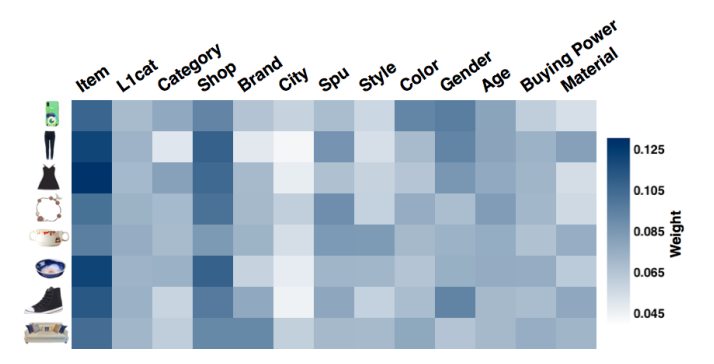 Item L1cat Category Shop Brand City Spu Style Color Gender Age Buying Power Material
0.125
0.105
0.085
0.065
0.045
Weight